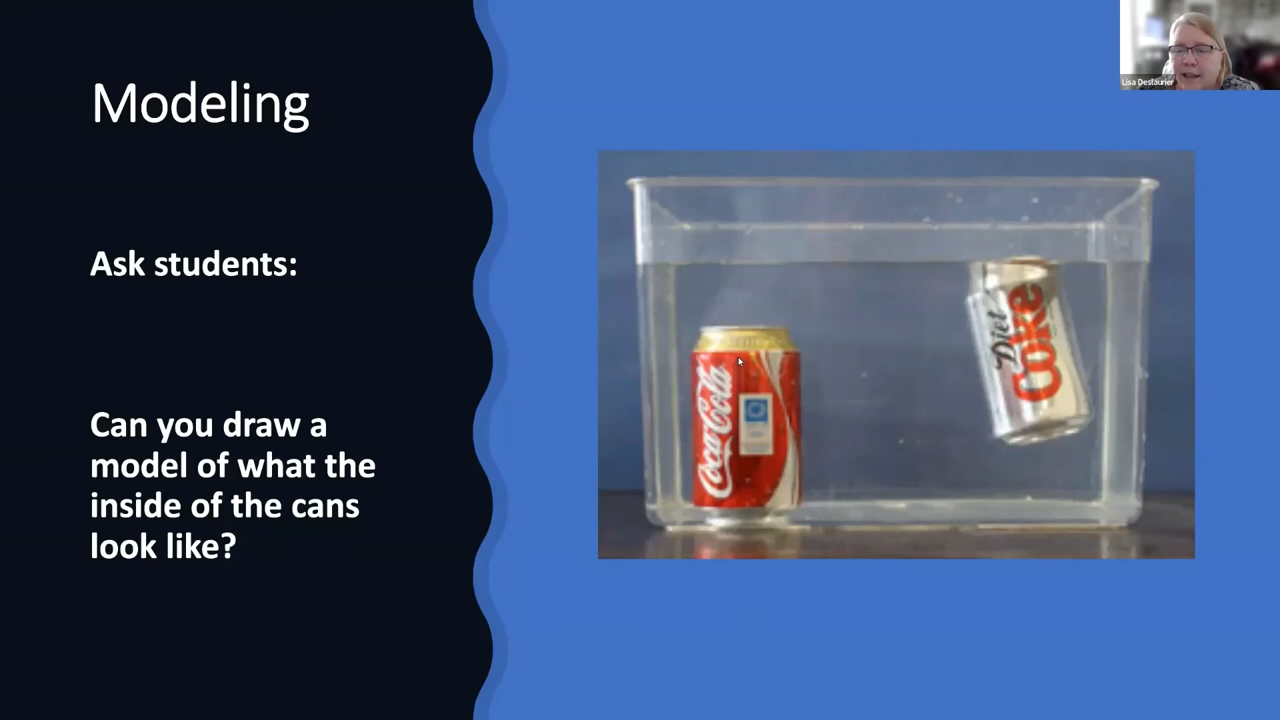 Modeling
Ask students:
Can you draw a
model of what the
inside of the cans
look like?
Coca-Cola
Diet
Coke
Lisa Deslaurier